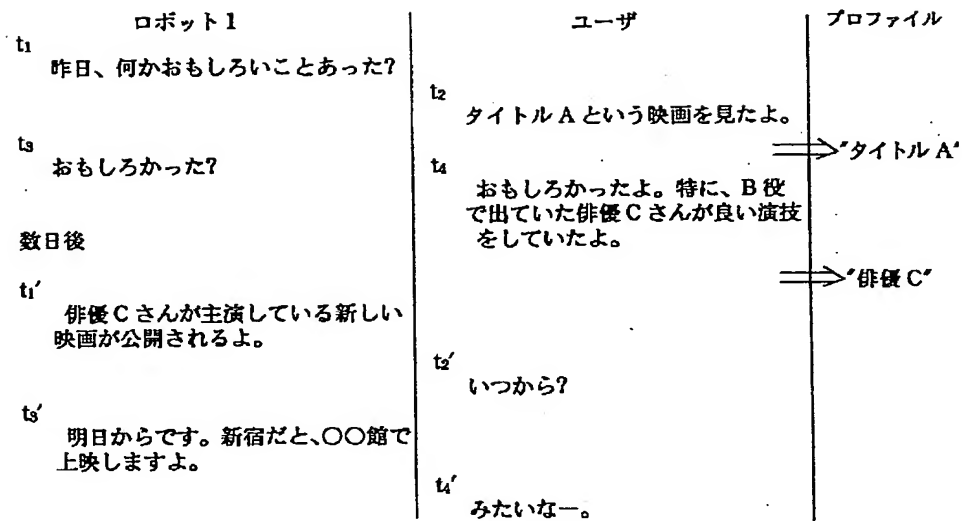 ロボット1 ユーザ プロファイル
t1
昨日、何かおもしろいことあった?
t2
タイトルAという映画を見たよ。
"タイトルA"
t3
おもしろかった?
t4
おもしろかったよ。特に、B役
で出ていた俳優Cさんが良い演技
をしていたよ。
"俳優C"
数日後
t1′
俳優Cさんが主演している新しい
映画が公開されるよ。
t2′
いつから?
t3′
明日からです。新宿だと、〇〇館で
上映しますよ。
t4′
みたいなー。